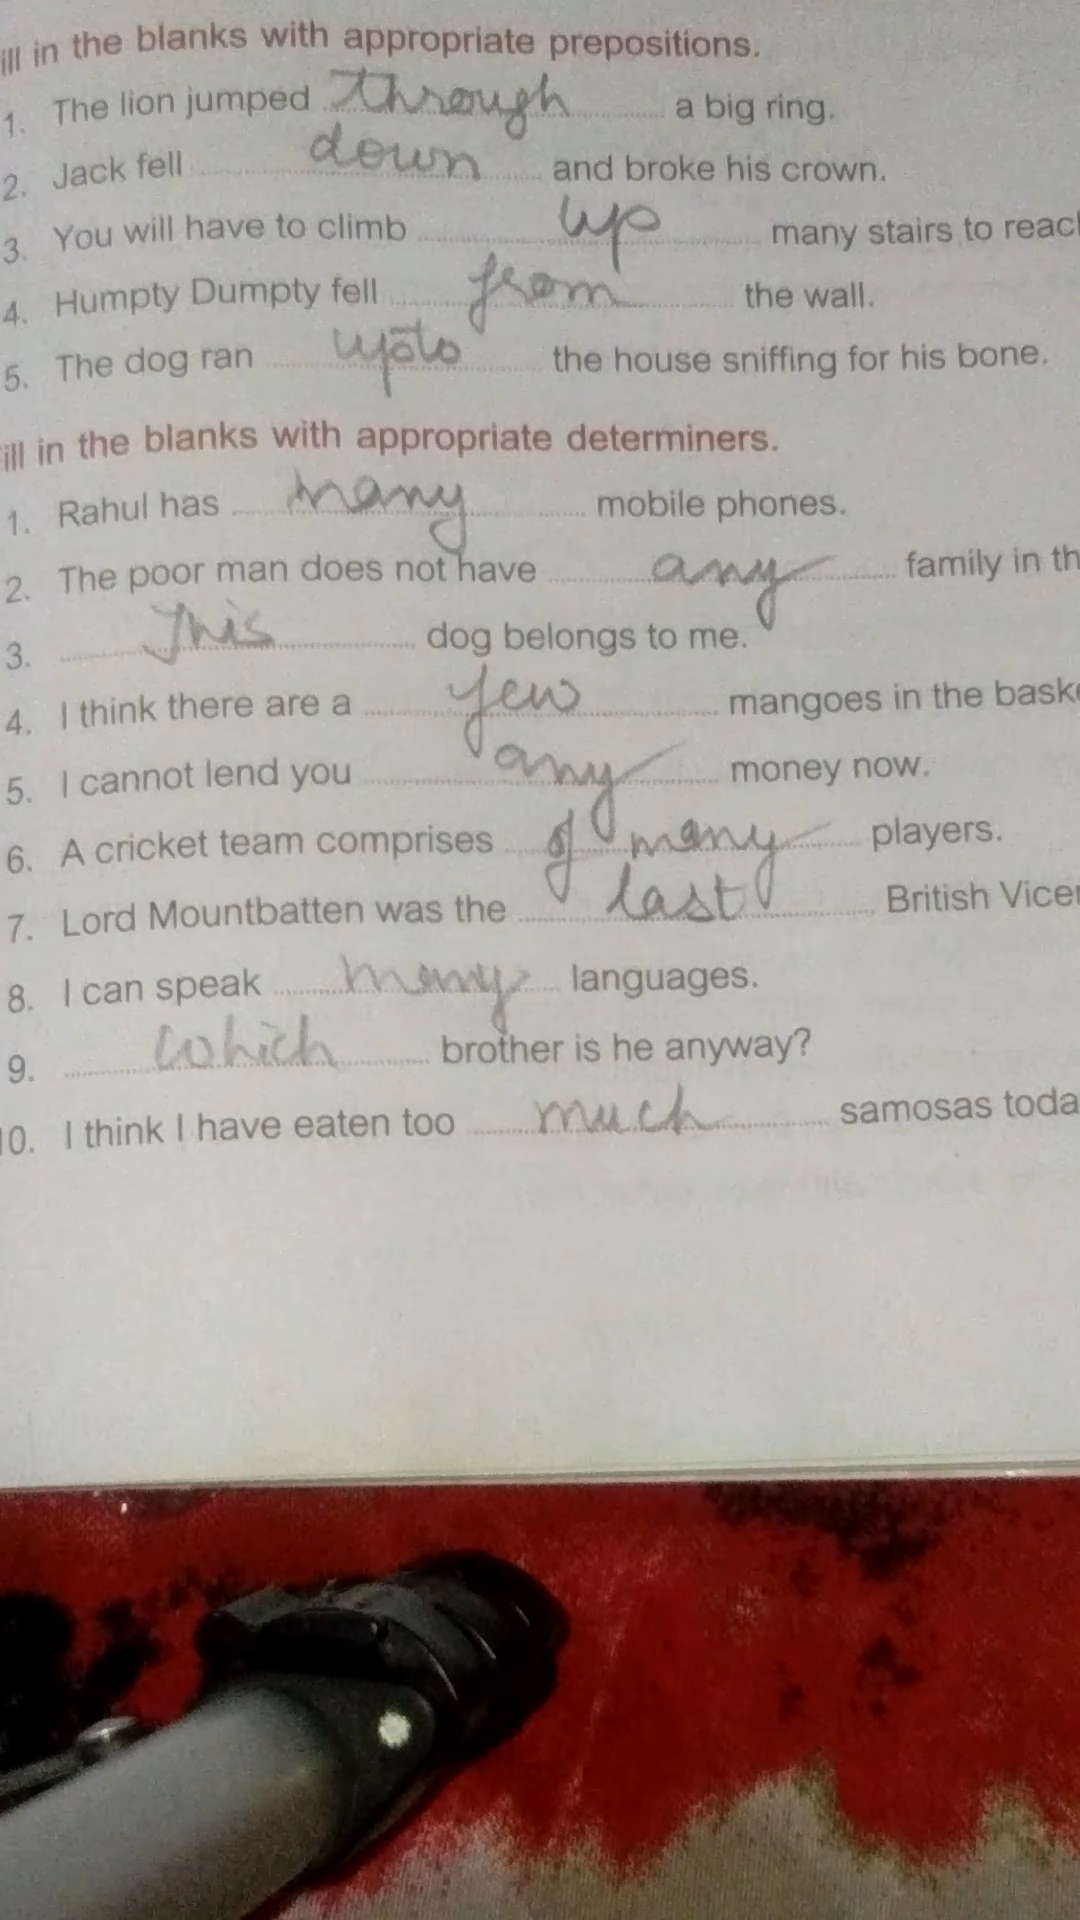 ill in the blanks with appropriate prepositions.
1. The lion jumped through a big ring.
2. Jack fell down and broke his crown.
3. You will have to climb up many stairs to reach
4. Humpty Dumpty fell from the wall.
5. The dog ran upto the house sniffing for his bone.
ill in the blanks with appropriate determiners.
1. Rahul has many mobile phones.
2. The poor man does not have any family in th
3. This dog belongs to me.
4. I think there are a few mangoes in the baske
5. I cannot lend you any money now.
6. A cricket team comprises of many players.
7. Lord Mountbatten was the last British Vicer
8. I can speak many languages.
9. which brother is he anyway?
10. I think I have eaten too much samosas toda